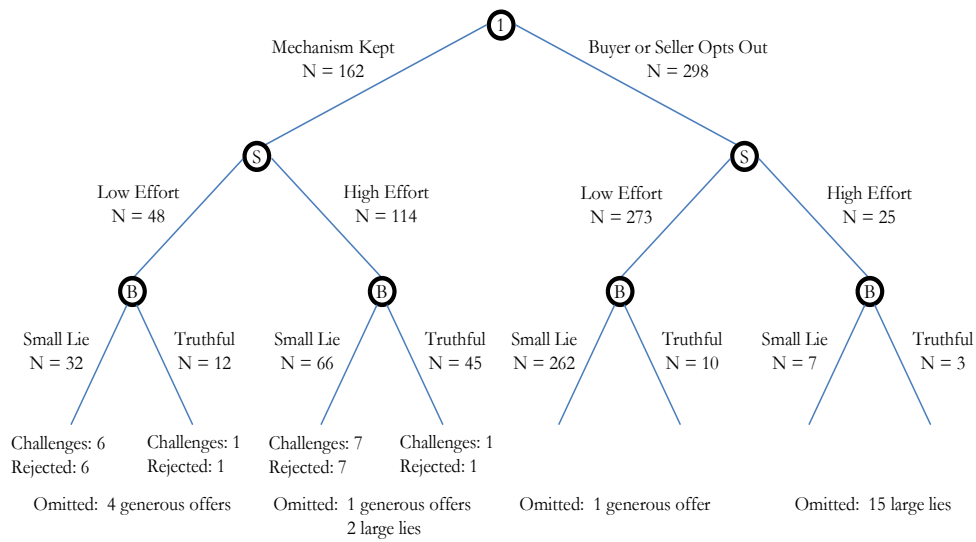 1
Mechanism Kept
N = 162
Buyer or Seller Opts Out
N = 298
S
S
Low Effort
N = 48
High Effort
N = 114
Low Effort
N = 273
High Effort
N = 25
B
B
B
B
Small Lie
N = 32
Truthful
N = 12
Small Lie
N = 66
Truthful
N = 45
Small Lie
N = 262
Truthful
N = 10
Small Lie
N = 7
Truthful
N = 3
Challenges: 6
Rejected: 6
Challenges: 1
Rejected: 1
Challenges: 7
Rejected: 7
Challenges: 1
Rejected: 1
Omitted: 4 generous offers
Omitted: 1 generous offers
2 large lies
Omitted: 1 generous offer
Omitted: 15 large lies